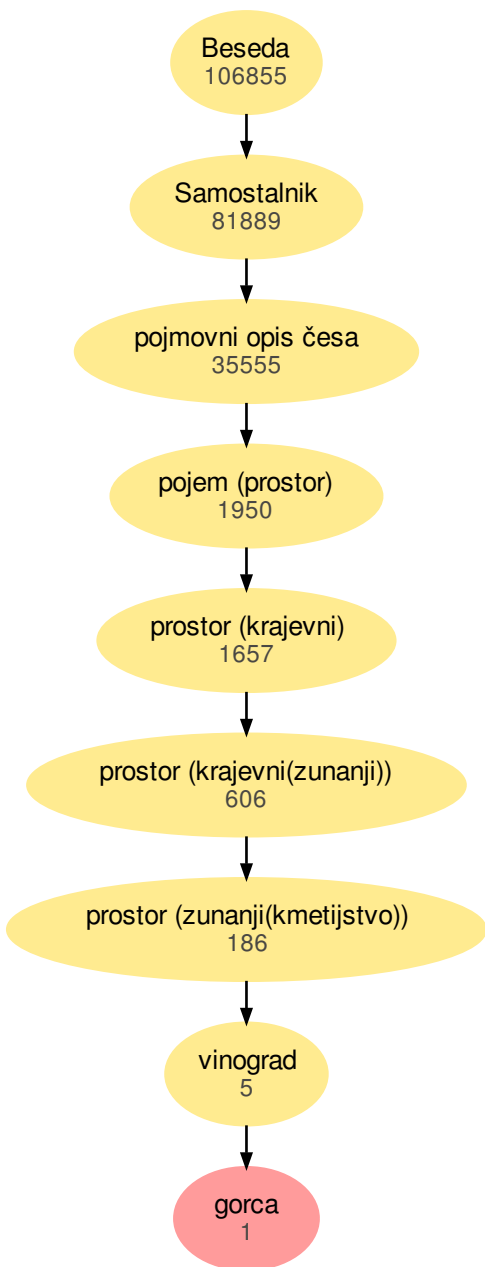 Beseda
106855
Samostalnik
81889
pojmovni opis česa
35555
pojem (prostor)
1950
prostor (krajevni)
1657
prostor (krajevni(zunanji))
606
prostor (zunanji(kmetijstvo))
186
vinograd
5
gorca
1